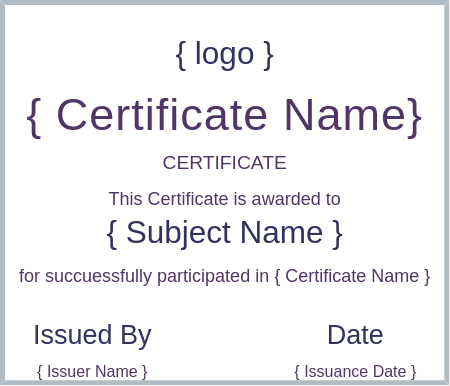 { logo }
{ Certificate Name}
CERTIFICATE
This Certificate is awarded to
{ Subject Name }
for succuessfully participated in { Certificate Name }
Issued By
Date
{ Issuer Name }
{ Issuance Date }